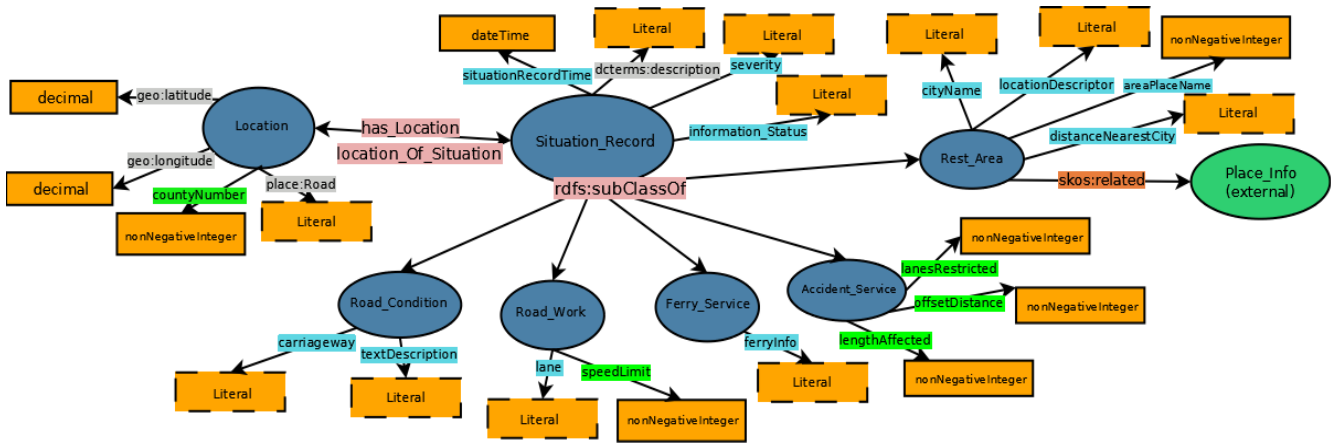 dateTime
Literal
Literal
Literal
Literal
nonNegativeInteger
situationRecordTime
dcterms:description
severity
cityName
locationDescriptor
areaPlaceName
decimal
geo:latitude
Literal
Literal
Location
has_Location
location_Of_Situation
Situation_Record
information_Status
distanceNearestCity
Rest_Area
geo:longitude
decimal
countyNumber
place:Road
rdfs:subClassOf
skos:related
Place_Info
(external)
nonNegativeInteger
Literal
nonNegativeInteger
lanesRestricted
Road_Condition
Road_Work
Ferry_Service
Accident_Service
offsetDistance
nonNegativeInteger
carriageway
textDescription
lane
speedLimit
ferryInfo
lengthAffected
Literal
Literal
Literal
nonNegativeInteger
Literal
nonNegativeInteger